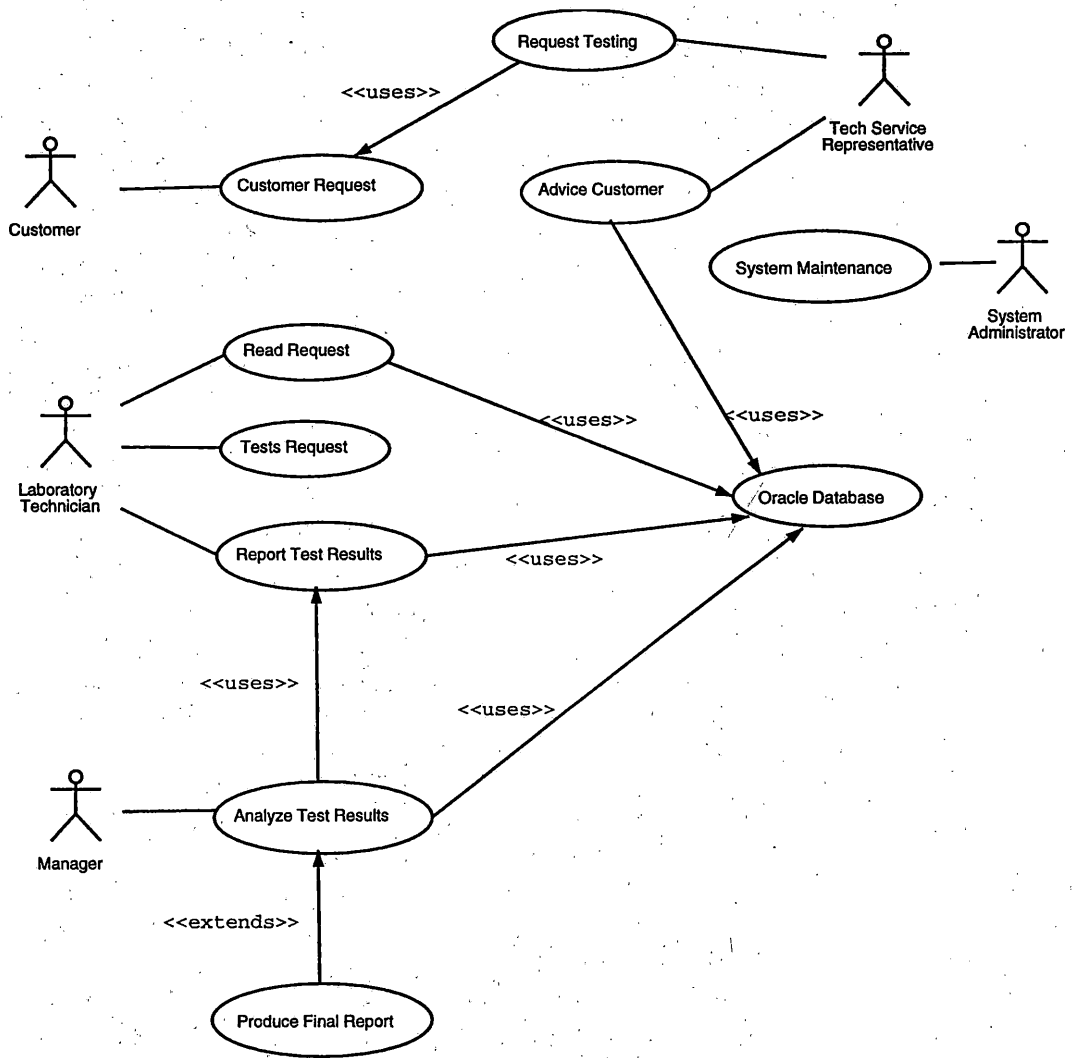 Request Testing
<<uses>>
Tech Service
Representative
Customer Request
Advice Customer
Customer
System Maintenance
System
Administrator
Read Request
<<uses>>
<<uses>>
Tests Request
Laboratory
Technician
Oracle Database
Report Test Results
<<uses>>
<<uses>>
<<uses>>
Analyze Test Results
Manager
<<extends>>
Produce Final Report